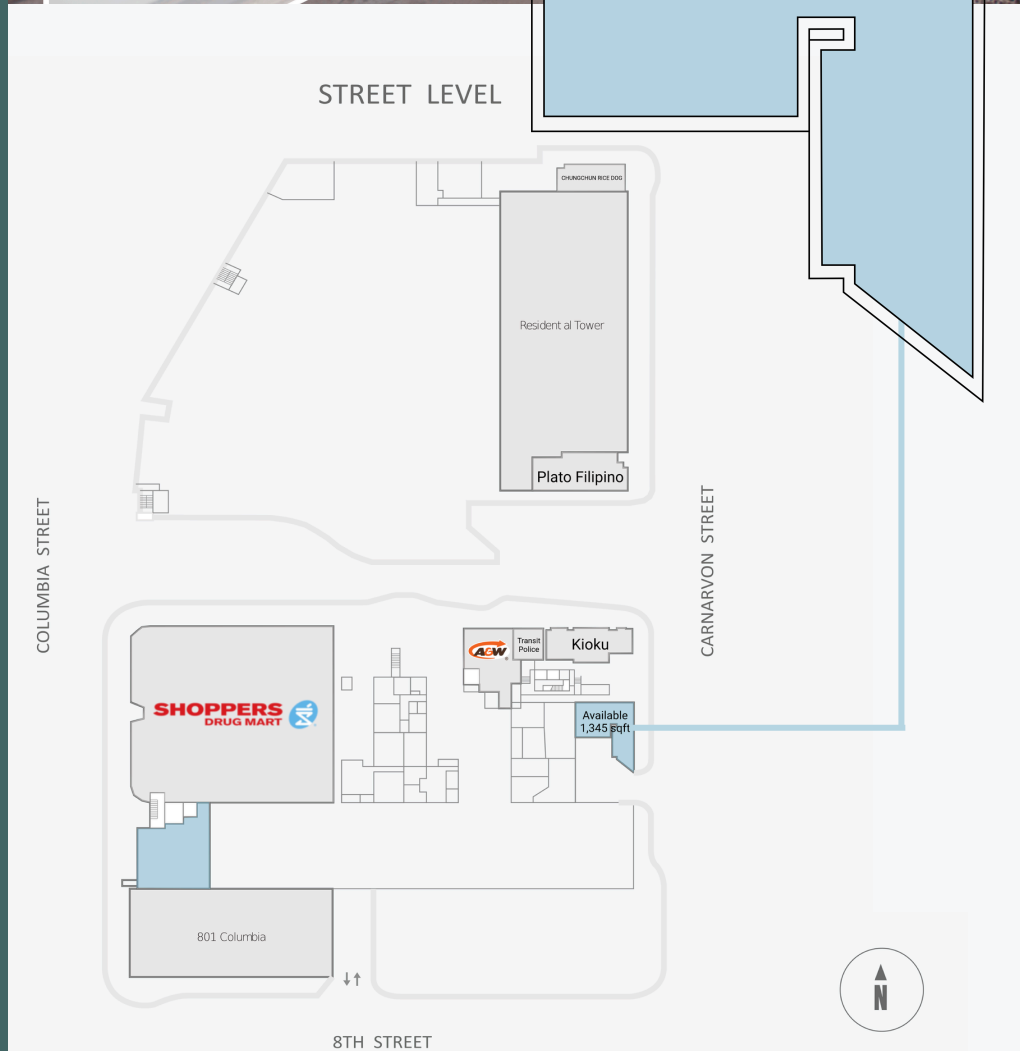 STREET LEVEL
CHUNGCHUN RICE DOG
Resident al Tower
Plato Filipino
COLUMBIA STREET
CARNARVON STREET
A&W
Transit
Police
Kioku
SHOPPERS
DRUG MART
Available
1,345 sqft
801 Columbia
N
8TH STREET